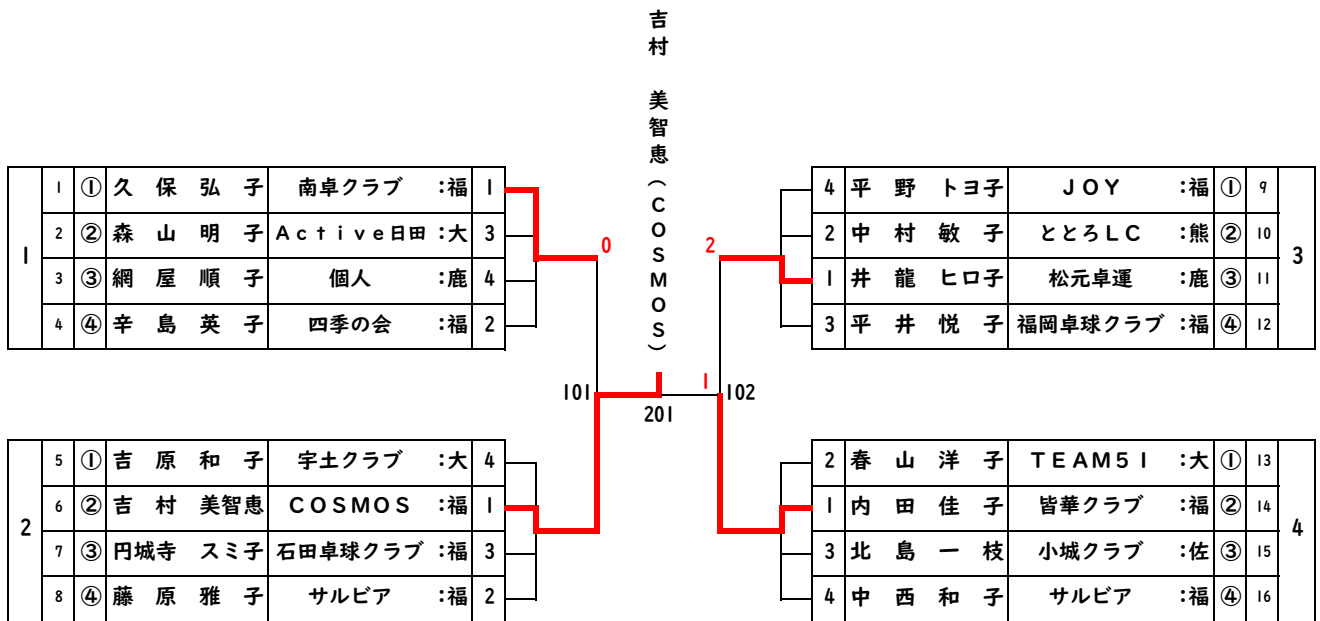 吉村 美智恵(COSMOS)
1
1 ① 久保弘子 南卓クラブ :福 1
2 ② 森山明子 Active日田 :大 3
3 ③ 網屋順子 個人 :鹿 4
4 ④ 辛島英子 四季の会 :福 2
0
2
4 平野トヨ子 JOY :福 ① 9
2 中村敏子 ととろLC :熊 ② 10
1 井龍ヒロ子 松元卓運 :鹿 ③ 11
3 平井悦子 福岡卓球クラブ :福 ④ 12
3
101
1
102
201
2
5 ① 吉原和子 宇土クラブ :大 4
6 ② 吉村美智恵 COSMOS :福 1
7 ③ 円城寺スミ子 石田卓球クラブ :福 3
8 ④ 藤原雅子 サルビア :福 2
2 春山洋子 TEAM51 :大 ① 13
1 内田佳子 皆華クラブ :福 ② 14
3 北島一枝 小城クラブ :佐 ③ 15
4 中西和子 サルビア :福 ④ 16
4